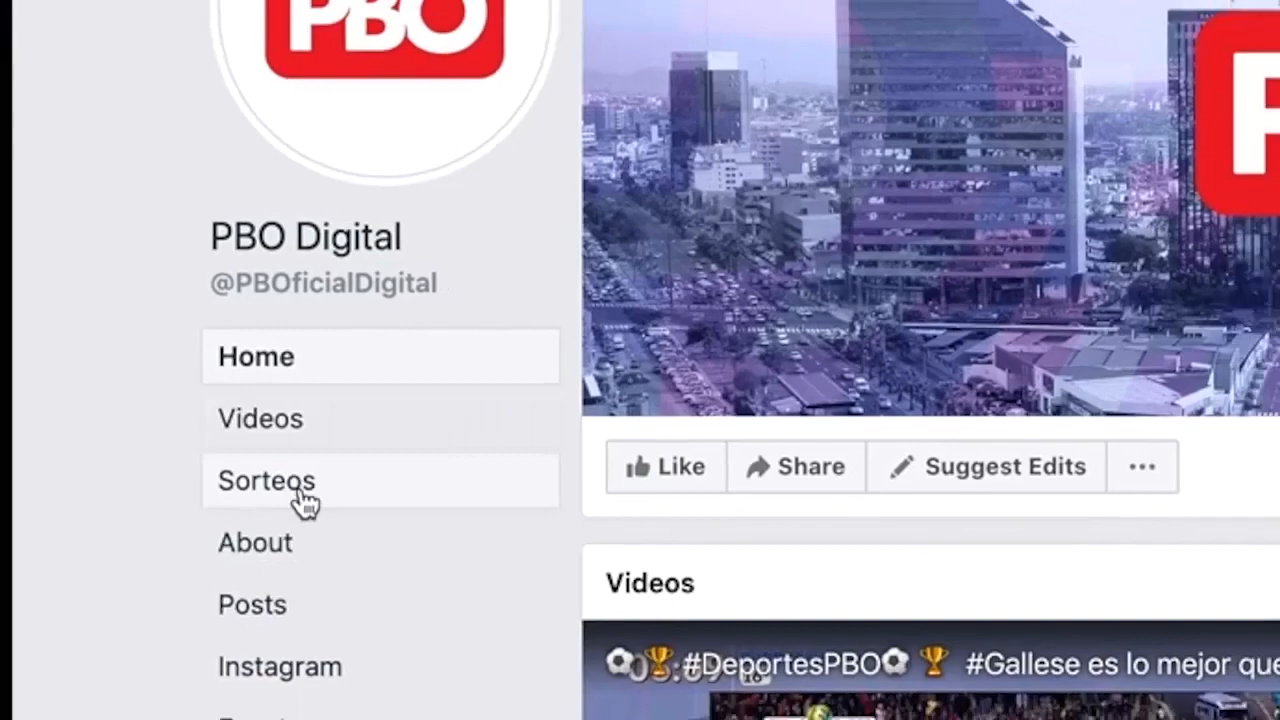 PBO
PBO Digital
@PBOficialDigital
Home
Videos
Sorteos
About
Posts
Instagram
Like
Share
Suggest Edits
Videos
#DeportesPBO
#Gallese es lo mejor que